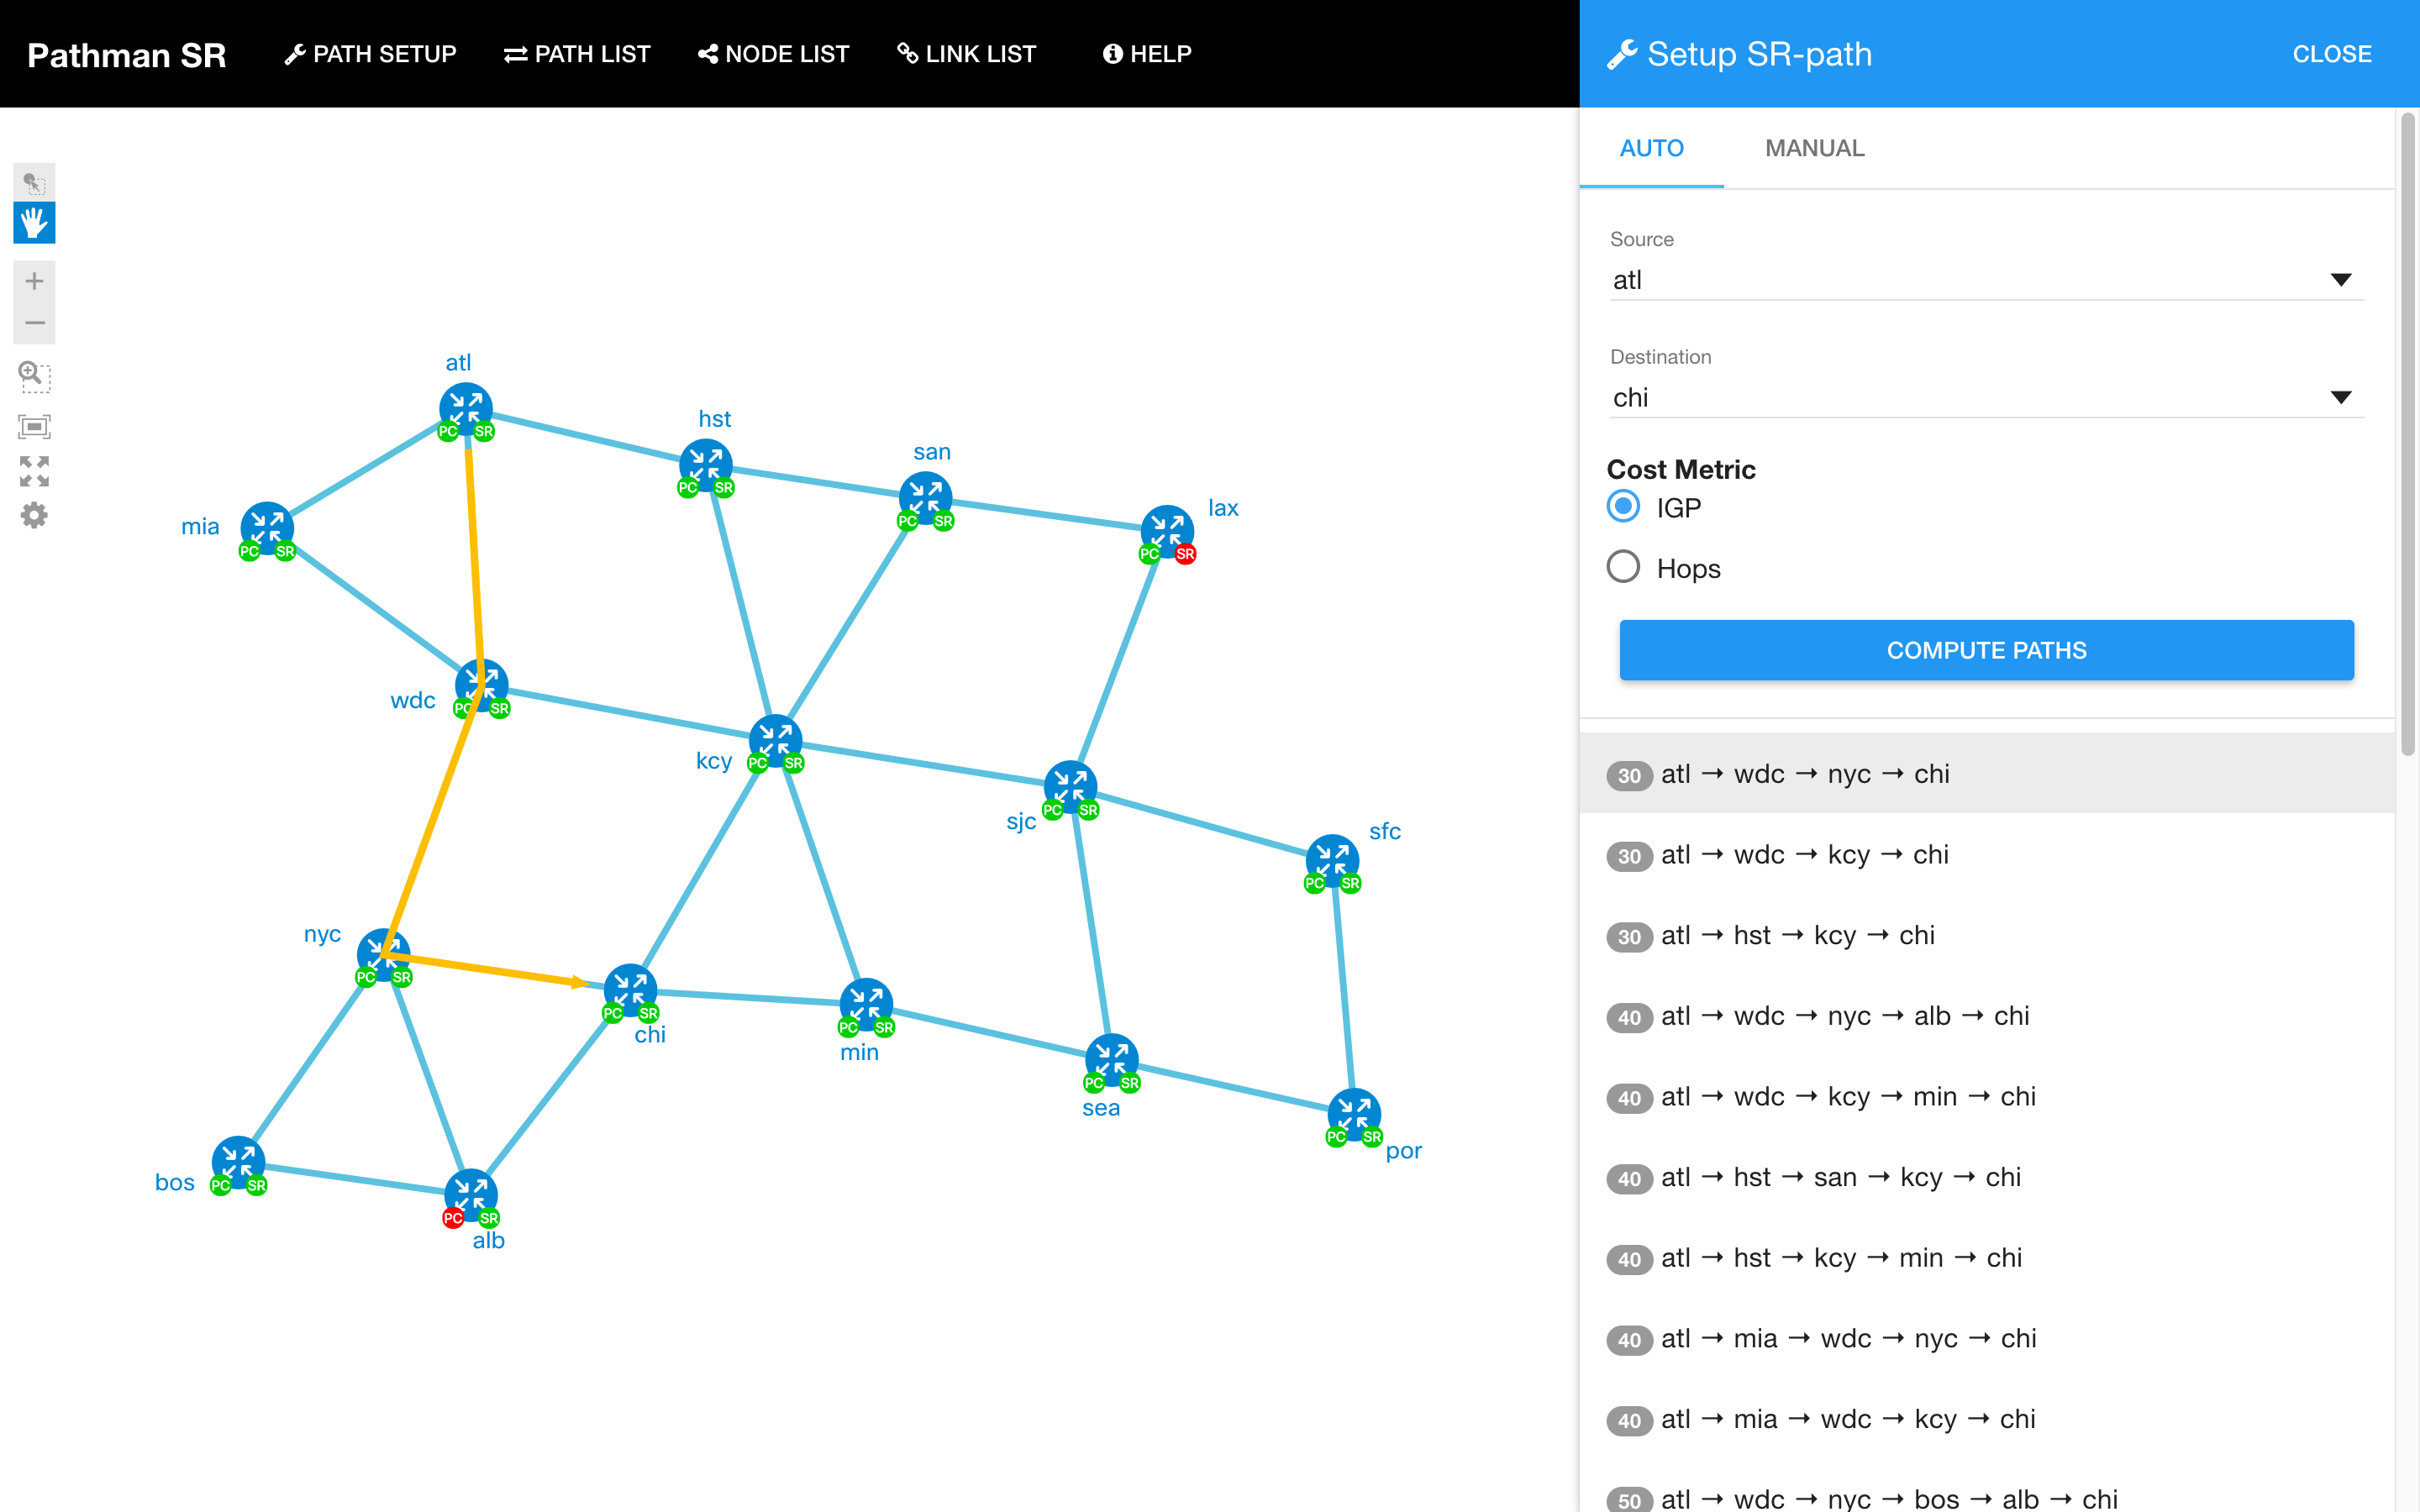 Pathman SR
PATH SETUP
PATH LIST
NODE LIST
LINK LIST
HELP
Setup SR-path
CLOSE
AUTO
MANUAL
Source
atl
Destination
chi
Cost Metric
IGP
Hops
COMPUTE PATHS
30 atl → wdc → nyc → chi
30 atl → wdc → kcy → chi
30 atl → hst → kcy → chi
40 atl → wdc → nyc → alb → chi
40 atl → wdc → kcy → min → chi
40 atl → hst → san → kcy → chi
40 atl → hst → kcy → min → chi
40 atl → mia → wdc → nyc → chi
40 atl → mia → wdc → kcy → chi
50 atl → wdc → nyc → bos → alb → chi
atl
PC SR
hst
PC SR
san
PC SR
lax
PC SR
mia
PC SR
wdc
PC SR
kcy
PC SR
sjc
PC SR
sfc
PC SR
nyc
PC SR
chi
PC SR
min
PC SR
sea
PC SR
por
PC SR
bos
PC SR
alb
PC SR